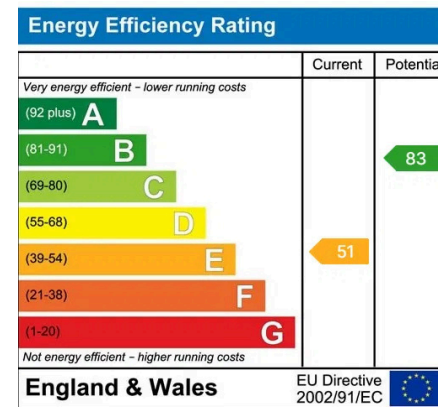 Energy Efficiency Rating
Current Potentia
Very energy efficient – lower running costs
(92 plus) A
(81-91) B
83
(69-80) C
(55-68) D
(39-54) E
51
(21-38) F
(1-20) G
Not energy efficient – higher running costs
England & Wales
EU Directive
2002/91/EC